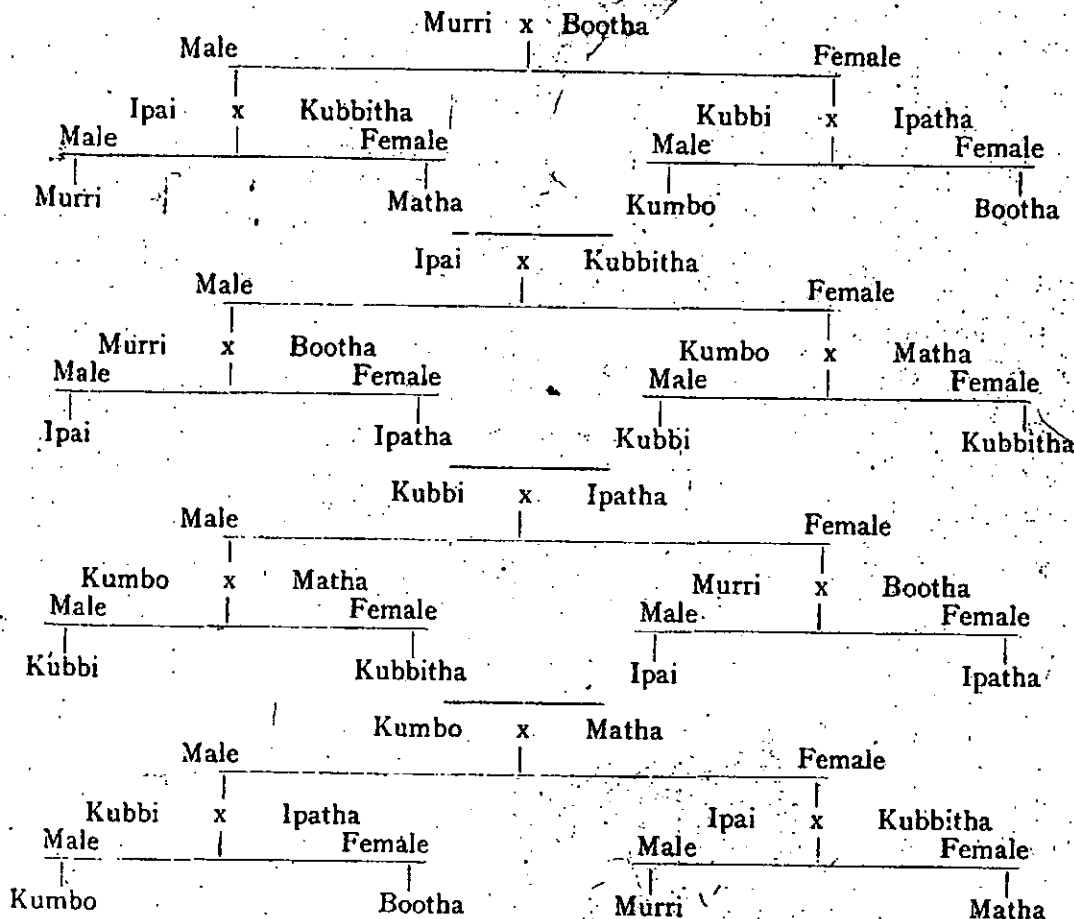 Murri x Bootha
Male Female
Ipai x Kubbitha Kubbi x Ipatha
Male Female Male Female
Murri Matha Kumbo Bootha
Ipai x Kubbitha
Male Female
Murri x Bootha Kumbo x Matha
Male Female Male Female
Ipai Ipatha Kubbi Kubbitha
Kubbi x Ipatha
Male Female
Kumbo x Matha Murri x Bootha
Male Female Male Female
Kubbi Kubbitha Ipai Ipatha
Kumbo x Matha
Male Female
Kubbi x Ipatha Ipai x Kubbitha
Male Female Male Female
Kumbo Bootha Murri Matha